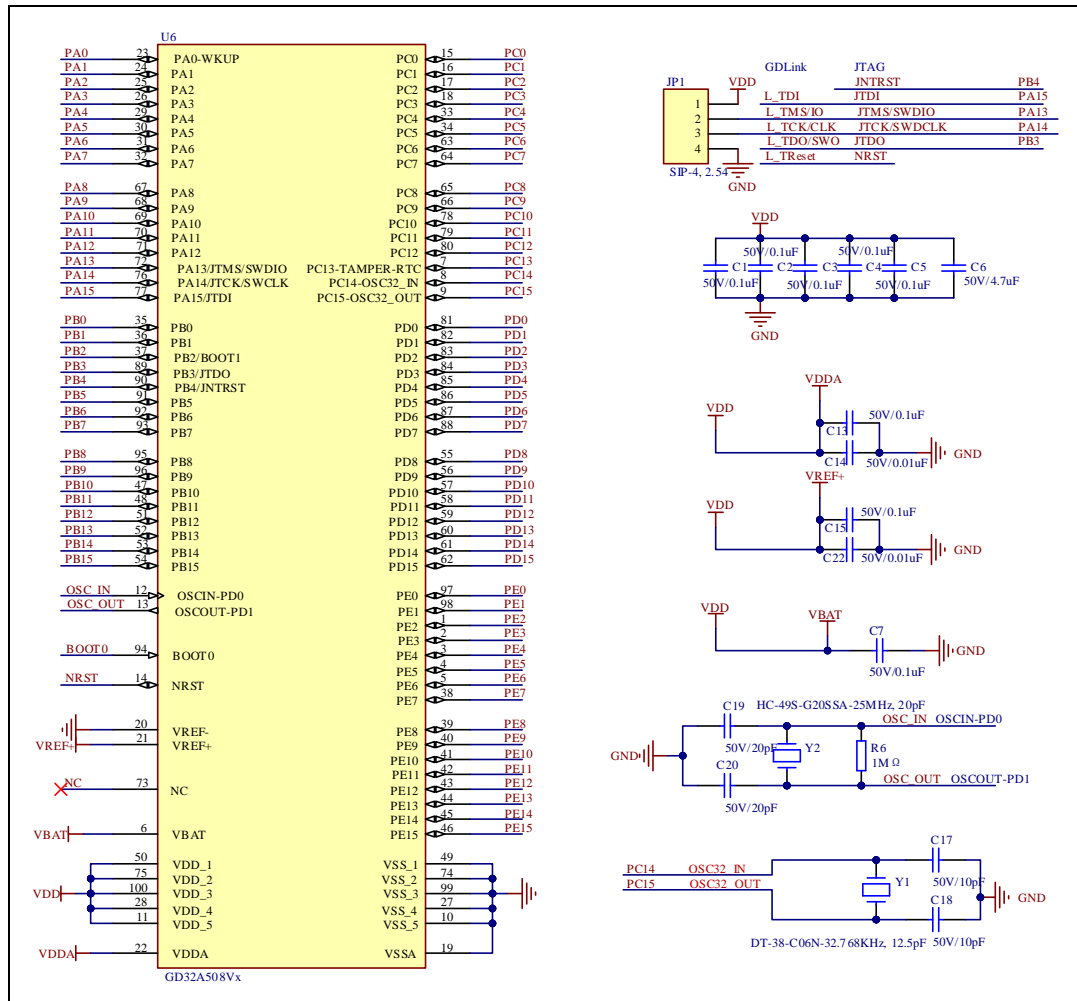 U6
PA0 23 PA0-WKUP PC0 15 PC0
PA1 24 PA1 PC1 16 PC1
PA2 25 PA2 PC2 17 PC2
PA3 26 PA3 PC3 18 PC3
PA4 29 PA4 PC4 33 PC4
PA5 30 PA5 PC5 34 PC5
PA6 31 PA6 PC6 63 PC6
PA7 32 PA7 PC7 64 PC7
PA8 67 PA8 PC8 65 PC8
PA9 68 PA9 PC9 66 PC9
PA10 69 PA10 PC10 78 PC10
PA11 70 PA11 PC11 79 PC11
PA12 71 PA12 PC12 80 PC12
PA13 PA13/JTMS/SWDIO PC13-TAMPER-RTC 7 PC13
PA14 76 PA14/JTCK/SWCLK PC14-OSC32_IN 8 PC14
PA15 77 PA15/JTDI PC15-OSC32_OUT 9 PC15
PB0 35 PB0 PD0 81 PD0
PB1 36 PB1 PD1 82 PD1
PB2 37 PB2/BOOT1 PD2 83 PD2
PB3 89 PB3/JTDO PD3 84 PD3
PB4 90 PB4/JNTRST PD4 85 PD4
PB5 91 PB5 PD5 86 PD5
PB6 92 PB6 PD6 87 PD6
PB7 93 PB7 PD7 88 PD7
PB8 95 PB8 PD8 55 PD8
PB9 96 PB9 PD9 56 PD9
PB10 47 PB10 PD10 57 PD10
PB11 48 PB11 PD11 58 PD11
PB12 51 PB12 PD12 59 PD12
PB13 52 PB13 PD13 60 PD13
PB14 53 PB14 PD14 61 PD14
PB15 54 PB15 PD15 62 PD15
OSC_IN 12 OSCIN-PD0 PE0 97 PE0
OSC_OUT 13 OSCOUT-PD1 PE1 98 PE1
PE2 1 PE2
PE3 2 PE3
BOOT0 94 BOOT0 PE4 3 PE4
PE5 4 PE5
NRST 14 NRST PE6 5 PE6
PE7 38 PE7
20 VREF- PE8 39 PE8
VREF+ 21 VREF+ PE9 40 PE9
PE10 41 PE10
PE11 42 PE11
NC 73 NC PE12 43 PE12
PE13 44 PE13
PE14 45 PE14
VBAT 6 VBAT PE15 46 PE15
50 VDD_1 VSS_1 49
75 VDD_2 VSS_2 74
VDD 100 VDD_3 VSS_3 99
28 VDD_4 VSS_4 27
11 VDD_5 VSS_5 10
VDDA 22 VDDA VSSA 19
GD32A508Vx
GDLink JTAG
JP1 VDD JNTRST PB4
1 L_TDI JTDI PA15
2 L_TMS/IO JTMS/SWDIO PA13
3 L_TCK/CLK JTCK/SWDCLK PA14
4 L_TDO/SWO JTDO PB3
L_TReset NRST
SIP-4, 2.54
GND
VDD
50V/0.1uF 50V/0.1uF
C1 C2 C3 C4 C5 C6
50V/0.1uF 50V/0.1uF 50V/0.1uF 50V/4.7uF
GND
VDDA
VDD 50V/0.1uF
C13
C14 50V/0.01uF GND
VREF+
VDD 50V/0.1uF
C15
C22 50V/0.01uF GND
VDD VBAT
C7
GND
50V/0.1uF
C19 HC-49S-G20SSA-25MHz, 20pF
OSC_IN OSCIN-PD0
50V/20pF Y2 R6
GND 1MΩ
C20 OSC_OUT OSCOUT-PD1
50V/20pF
C17
PC14 OSC32_IN
50V/10pF
PC15 OSC32_OUT Y1 GND
C18
DT-38-C06N-32.768KHz, 12.5pF 50V/10pF